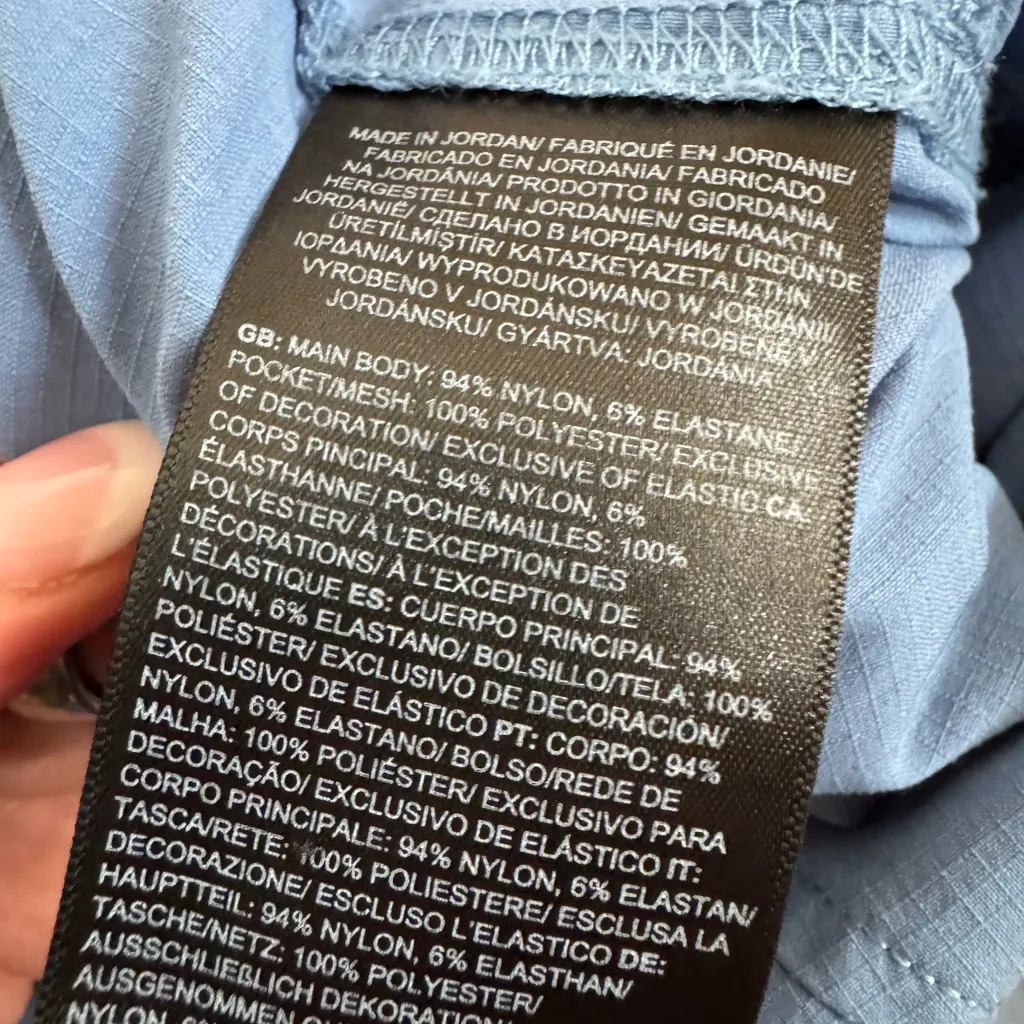 MADE IN JORDAN/ FABRIQUÉ EN JORDANIE/
FABRICADO EN JORDANIA/ FABRICADO
NA JORDÂNIA/ PRODOTTO IN GIORDANIA/
HERGESTELLT IN JORDANIEN/ GEMAAKT IN
JORDANIË/ СДЕЛАНО В ИОРДАНИИ/ ÜRDÜN'DE
ÜRETİLMİŞTİR/ ΚΑΤΑΣΚΕΥΑΖΕΤΑΙ ΣΤΗΝ
ΙΟΡΔΑΝΙΑ/ WYPRODUKOWANO W JORDANII/
VYROBENO V JORDÁNSKU/ VYROBENÉ V
JORDÁNSKU/ GYÁRTVA: JORDÁNIA
GB: MAIN BODY: 94% NYLON, 6% ELASTANE/
POCKET/MESH: 100% POLYESTER/ EXCLUSIVE
OF DECORATION/ EXCLUSIVE OF ELASTIC CA:
CORPS PINCIPAL: 94% NYLON, 6%
ÉLASTHANNE/ POCHE/MAILLES: 100%
POLYESTER/ À L'EXCEPTION DES
DÉCORATIONS/ À L'EXCEPTION DE
L'ÉLASTIQUE ES: CUERPO PRINCIPAL: 94%
NYLON, 6% ELASTANO/ BOLSILLO/TELA: 100%
POLIÉSTER/ EXCLUSIVO DE DECORACIÓN/
EXCLUSIVO DE ELÁSTICO PT: CORPO: 94%
NYLON, 6% ELASTANO/ BOLSO/REDE DE
MALHA: 100% POLIÉSTER/ EXCLUSIVO PARA
DECORAÇÃO/ EXCLUSIVO DE ELÁSTICO IT:
CORPO PRINCIPALE: 94% NYLON, 6% ELASTAN/
TASCA/RETE: 100% POLIESTERE/ ESCLUSA LA
DECORAZIONE/ ESCLUSO L'ELASTICO DE:
HAUPTTEIL: 94% NYLON, 6% ELASTHAN/
TASCHE/NETZ: 100% POLYESTER/
AUSSCHLIEßLICH DEKORATION/
AUSGENOMMEN
NYLON,